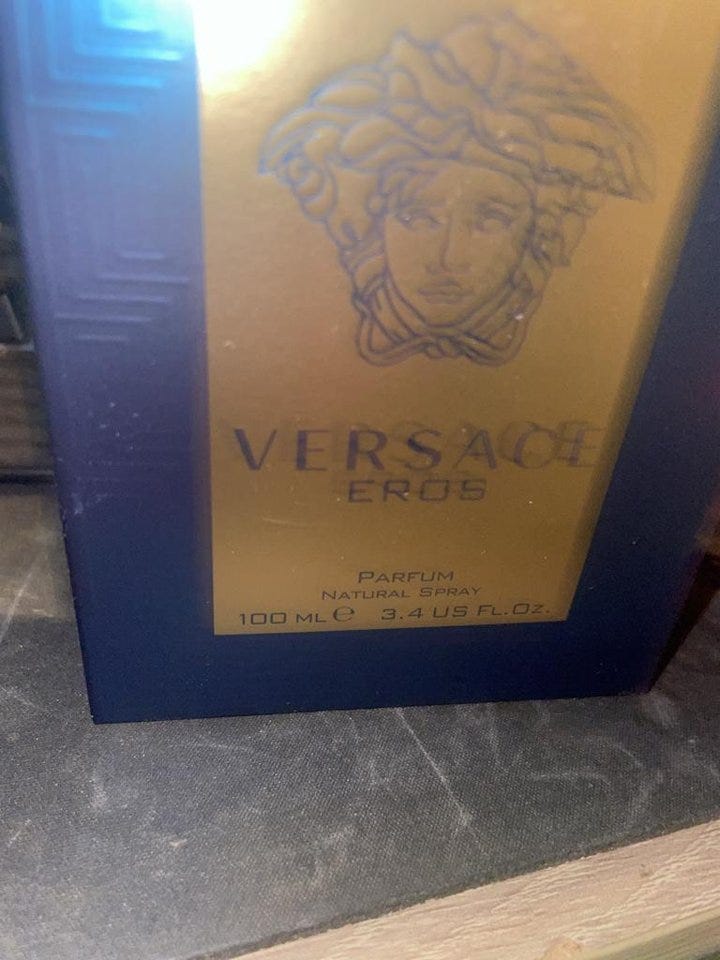 VERSACE
EROS
PARFUM
NATURAL SPRAY
100 ML ℮ 3.4 US FL.OZ.